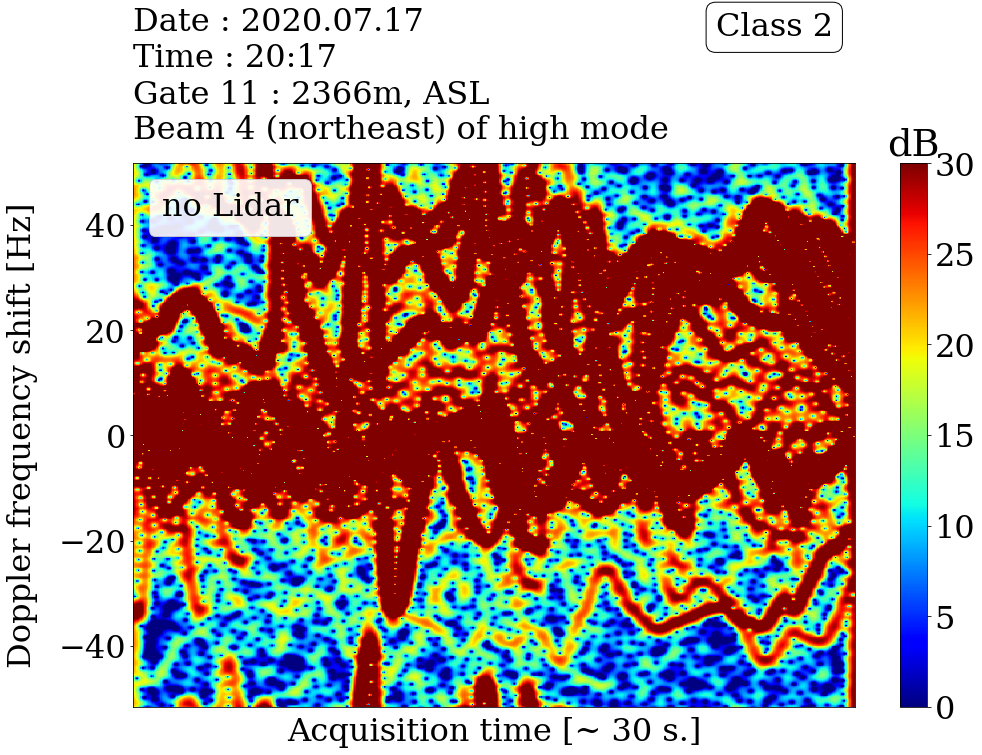 Date : 2020.07.17
Time : 20:17
Gate 11 : 2366m, ASL
Beam 4 (northeast) of high mode
Class 2
dB
no Lidar
Doppler frequency shift [Hz]
40
20
0
−20
−40
30
25
20
15
10
5
0
Acquisition time [~ 30 s.]